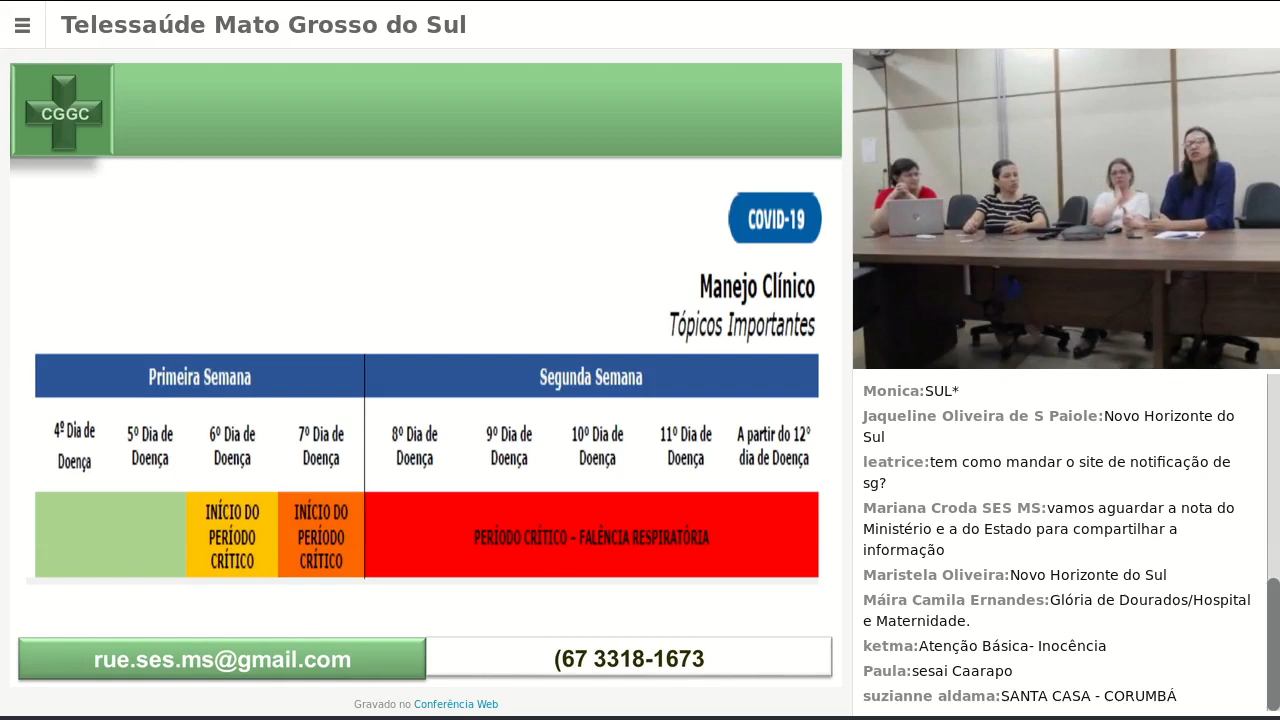 Telessaúde Mato Grosso do Sul
CGGC
COVID-19
Manejo Clínico
Tópicos Importantes
Primeira Semana
Segunda Semana
4º Dia de
Doença
5º Dia de
Doença
6º Dia de
Doença
7º Dia de
Doença
8º Dia de
Doença
9º Dia de
Doença
10º Dia de
Doença
11º Dia de
Doença
A partir do 12°
dia de Doença
INÍCIO DO
PERÍODO
CRÍTICO
INÍCIO DO
PERÍODO
CRÍTICO
PERÍODO CRÍTICO – FALÊNCIA RESPIRATÓRIA
rue.ses.ms@gmail.com
(67 3318-1673
Gravado no Conferência Web
Monica:SUL*
Jaqueline Oliveira de S Paiole:Novo Horizonte do
Sul
leatrice:tem como mandar o site de notificação de
sg?
Mariana Croda SES MS:vamos aguardar a nota do
Ministério e a do Estado para compartilhar a
informação
Maristela Oliveira:Novo Horizonte do Sul
Máira Camila Ernandes:Glória de Dourados/Hospital
e Maternidade.
ketma:Atenção Básica- Inocência
Paula:sesai Caarapo
suzianne aldama:SANTA CASA - CORUMBÁ